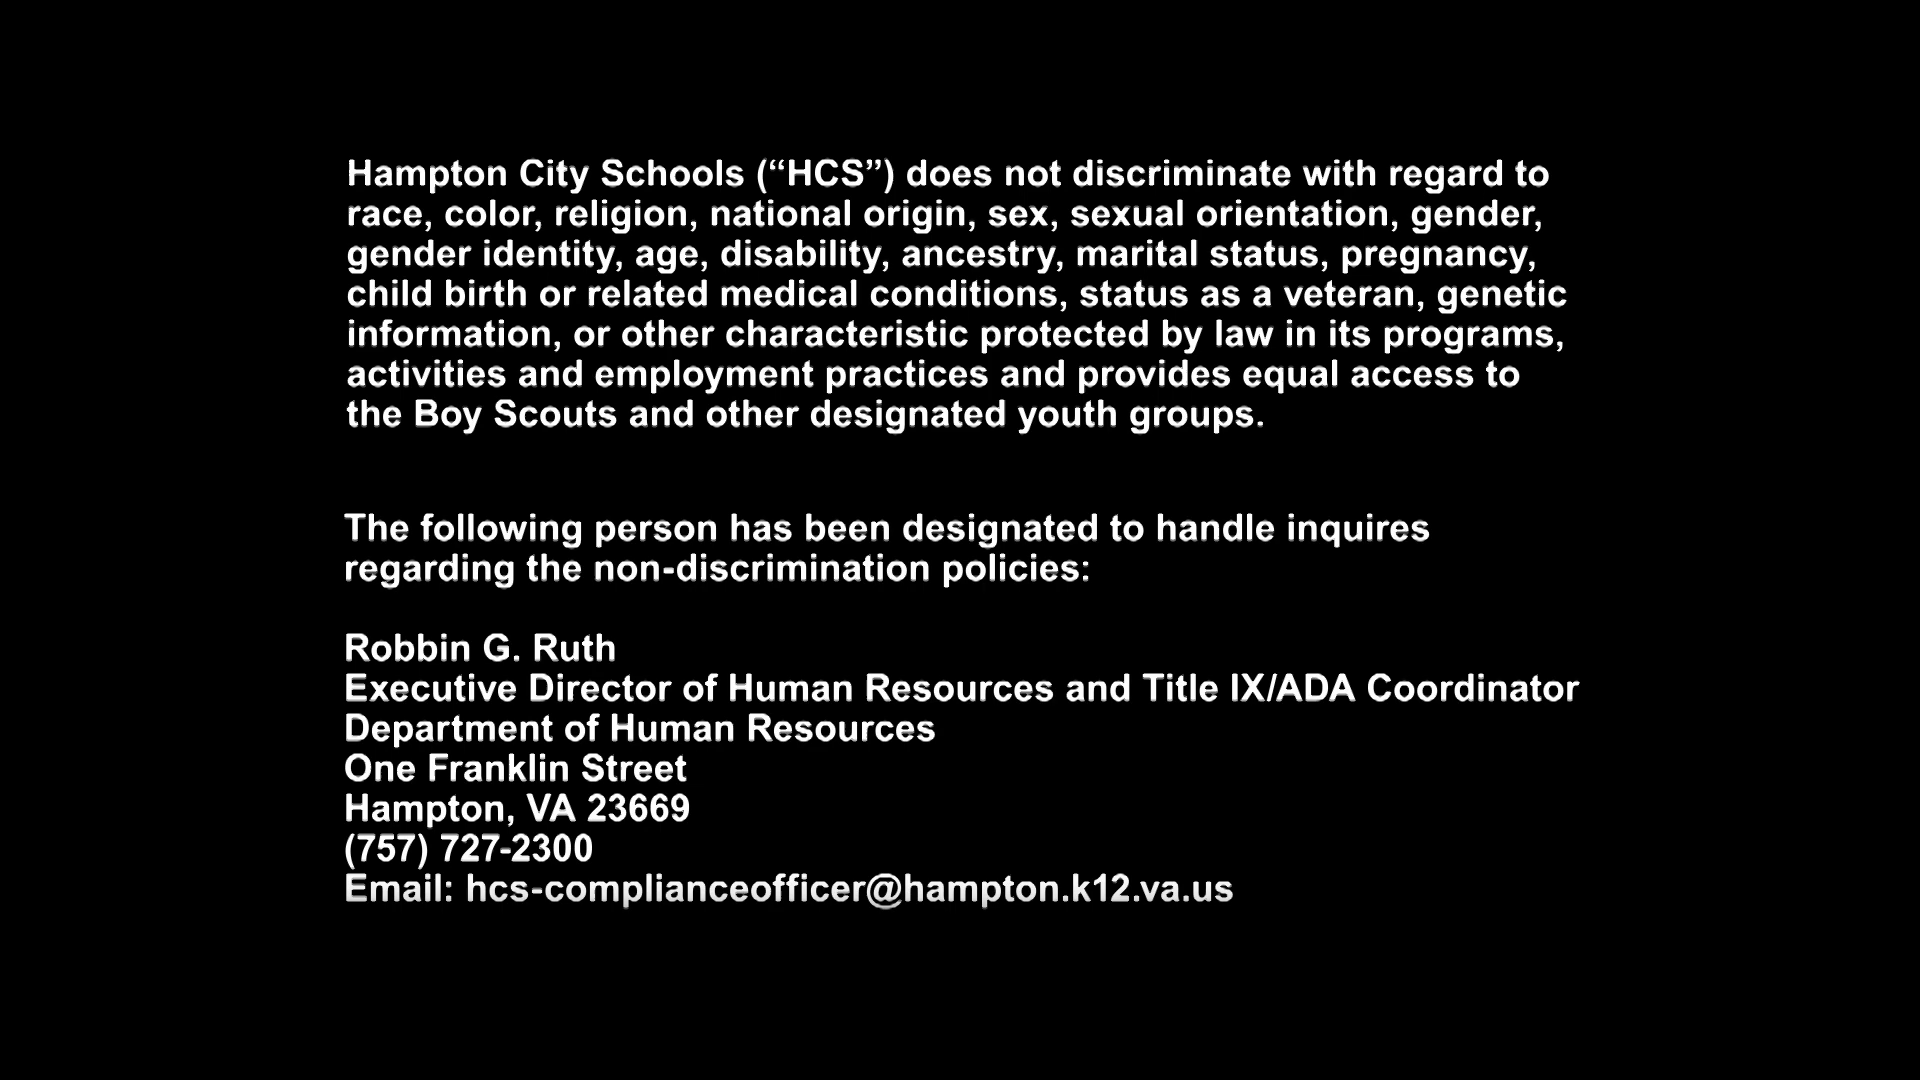 Hampton City Schools (“HCS”) does not discriminate with regard to
race, color, religion, national origin, sex, sexual orientation, gender,
gender identity, age, disability, ancestry, marital status, pregnancy,
child birth or related medical conditions, status as a veteran, genetic
information, or other characteristic protected by law in its programs,
activities and employment practices and provides equal access to
the Boy Scouts and other designated youth groups.
The following person has been designated to handle inquires
regarding the non-discrimination policies:
Robbin G. Ruth
Executive Director of Human Resources and Title IX/ADA Coordinator
Department of Human Resources
One Franklin Street
Hampton, VA 23669
(757) 727-2300
Email: hcs-complianceofficer@hampton.k12.va.us